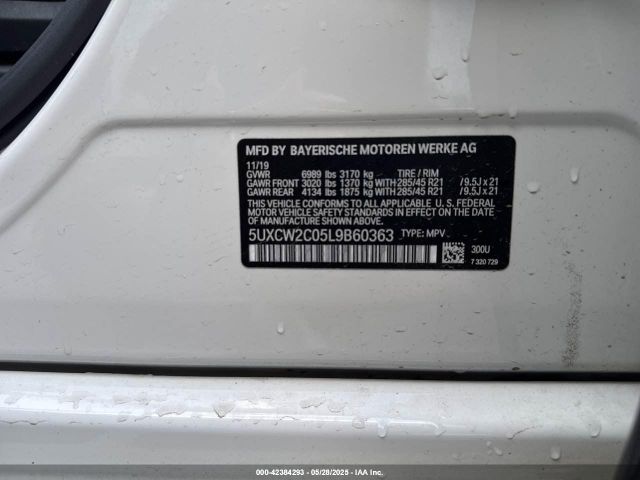 MFD BY BAYERISCHE MOTOREN WERKE AG
11/19
GVWR 6989 lbs 3170 kg TIRE / RIM
GAWR FRONT 3020 lbs 1370 kg WITH 285/45 R21 /9.5J x 21
GAWR REAR 4134 lbs 1875 kg WITH 285/45 R21 /9.5J x 21
THIS VEHICLE CONFORMS TO ALL APPLICABLE U. S. FEDERAL
MOTOR VEHICLE SAFETY STANDARDS IN EFFECT ON THE
DATE OF MANUFACTURE SHOWN ABOVE.
5UXCW2C05L9B60363 TYPE: MPV
300U
7 320 729
000-42384293 - 05/28/2025 - IAA Inc.